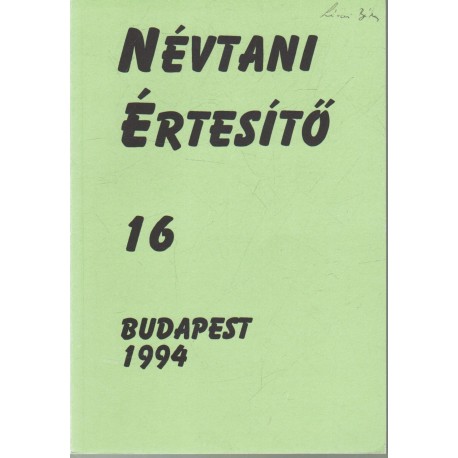 NÉVTANI
ÉRTESÍTŐ
16
BUDAPEST
1994